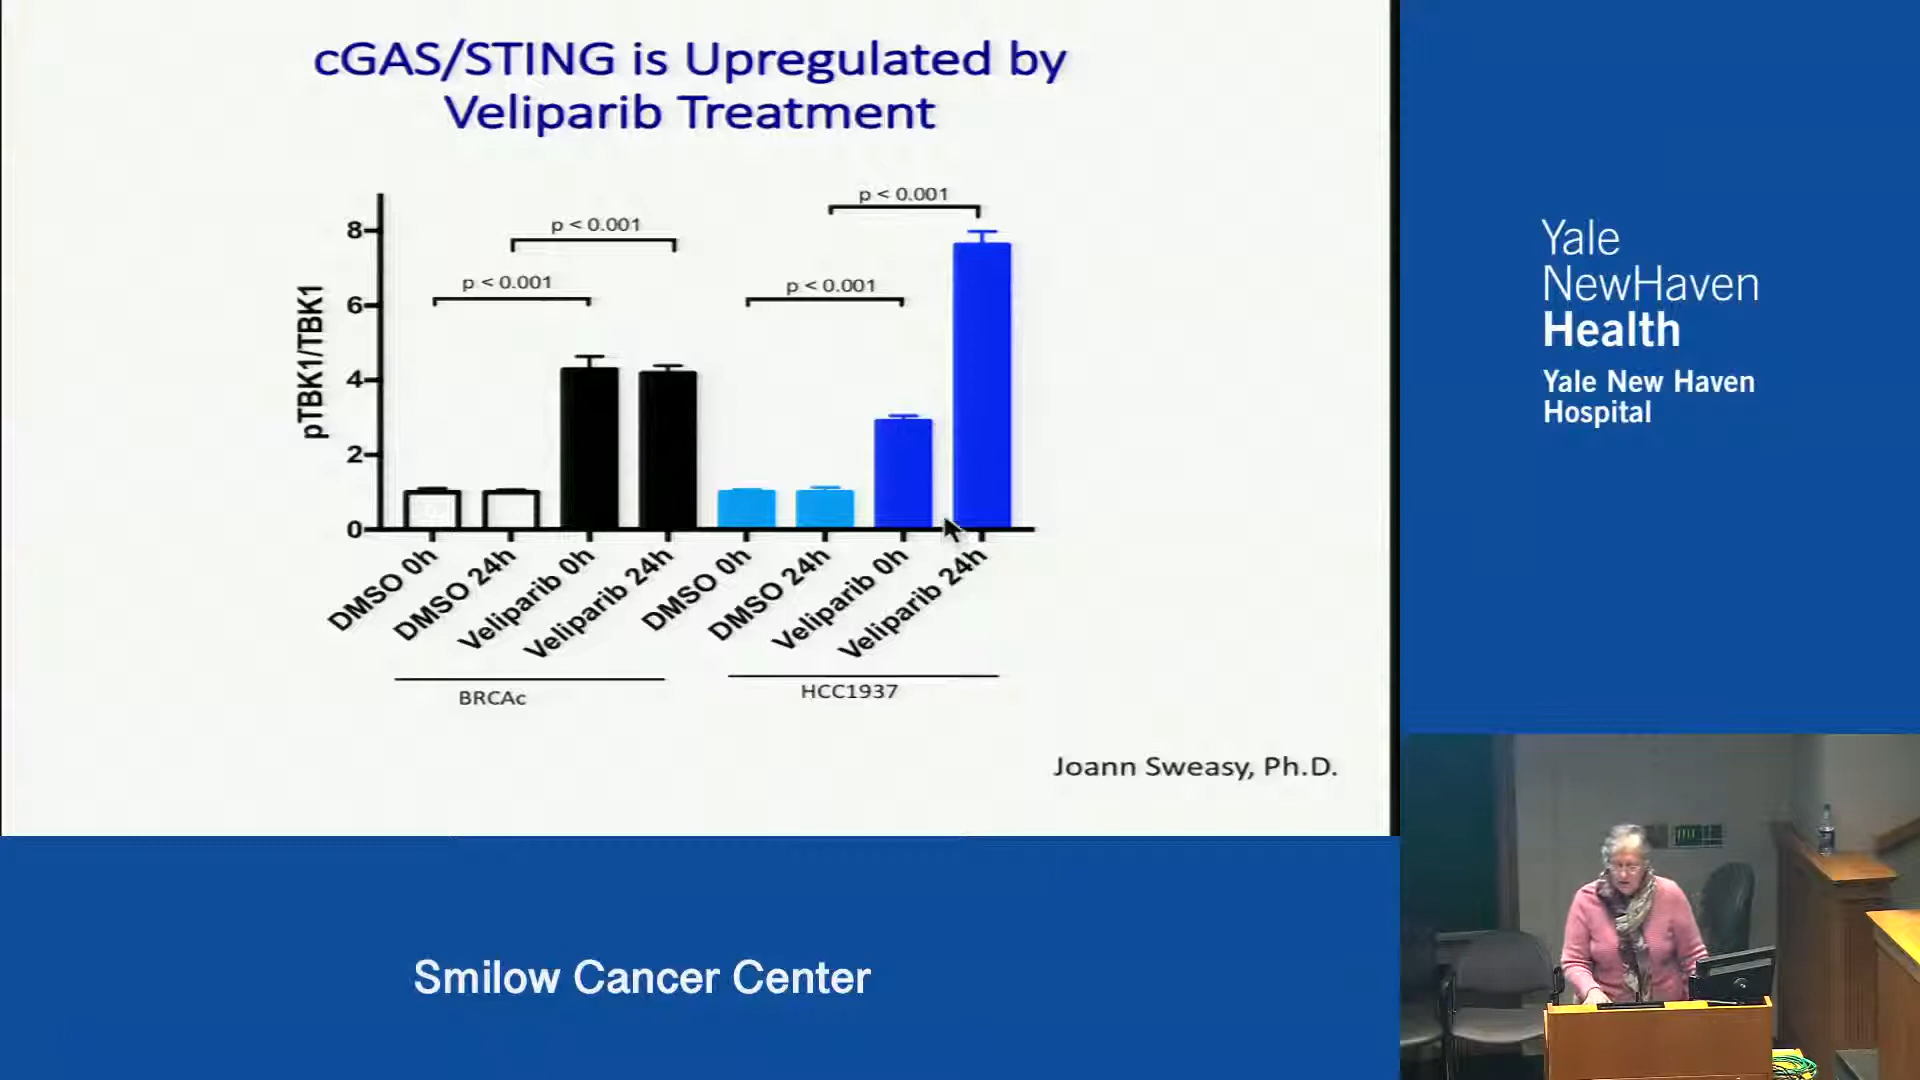 cGAS/STING is Upregulated by
Veliparib Treatment
pTBK1/TBK1
8
6
4
2
0
p < 0.001
p < 0.001
p < 0.001
p < 0.001
DMSO 0h
DMSO 24h
Veliparib 0h
Veliparib 24h
DMSO 0h
DMSO 24h
Veliparib 0h
Veliparib 24h
BRCAc
HCC1937
Joann Sweasy, Ph.D.
Yale
NewHaven
Health
Yale New Haven
Hospital
Smilow Cancer Center